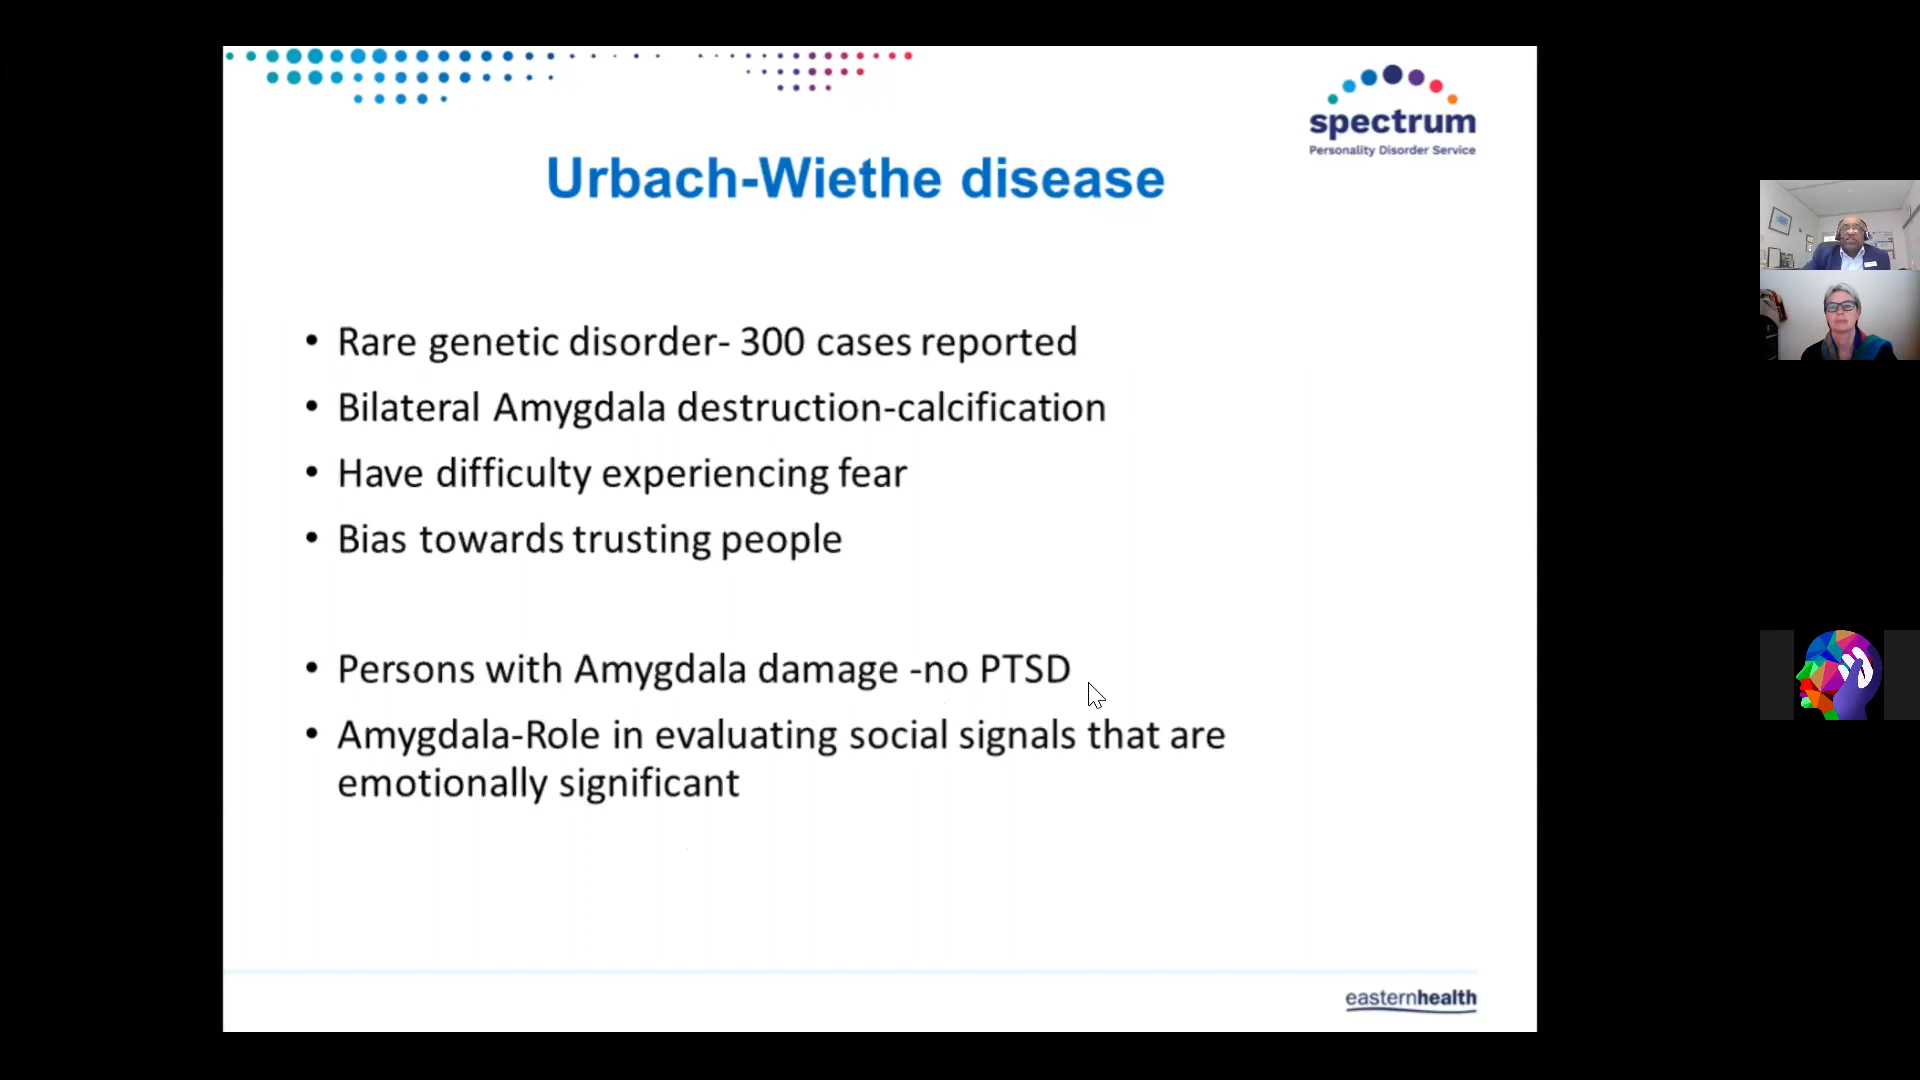 spectrum
Personality Disorder Service
Urbach-Wiethe disease
• Rare genetic disorder- 300 cases reported
• Bilateral Amygdala destruction-calcification
• Have difficulty experiencing fear
• Bias towards trusting people
• Persons with Amygdala damage -no PTSD
• Amygdala-Role in evaluating social signals that are
emotionally significant
easternhealth